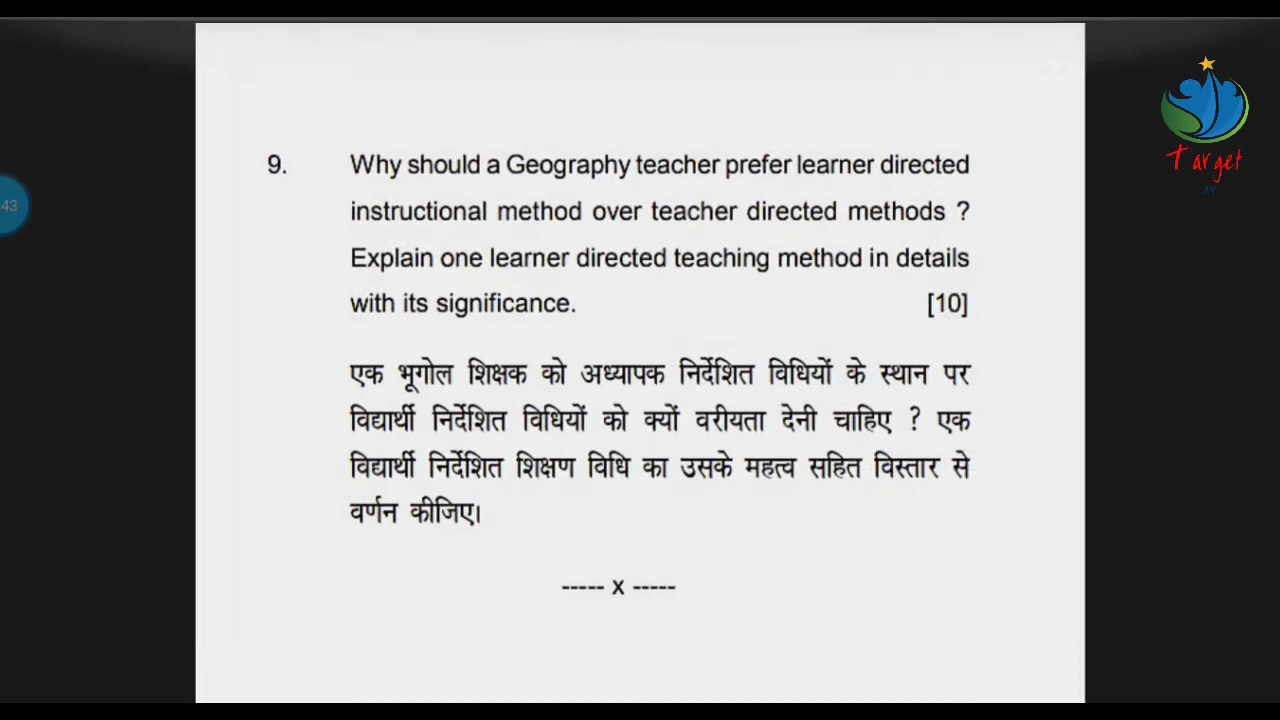 43
Target
9. Why should a Geography teacher prefer learner directed
instructional method over teacher directed methods ?
Explain one learner directed teaching method in details
with its significance. [10]
एक भूगोल शिक्षक को अध्यापक निर्देशित विधियों के स्थान पर
विद्यार्थी निर्देशित विधियों को क्यों वरीयता देनी चाहिए ? एक
विद्यार्थी निर्देशित शिक्षण विधि का उसके महत्व सहित विस्तार से
वर्णन कीजिए।
----- x -----